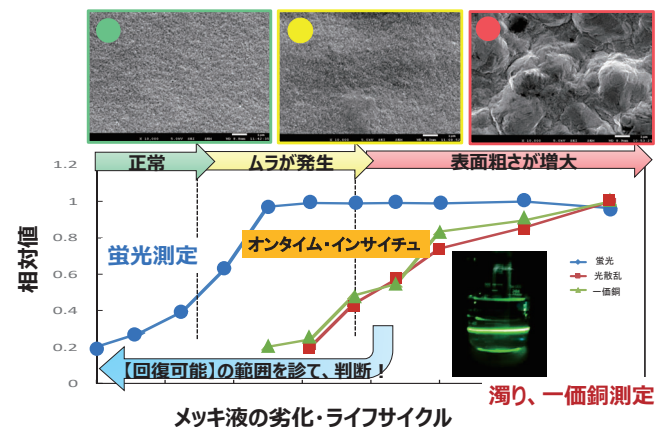 正常
ムラが発生
表面粗さが増大
相対値
1.2
1
0.8
0.6
0.4
0.2
0
蛍光測定
オンタイム・インサイチュ
蛍光
光散乱
一価銅
【回復可能】の範囲を診て、判断！
濁り、一価銅測定
メッキ液の劣化・ライフサイクル